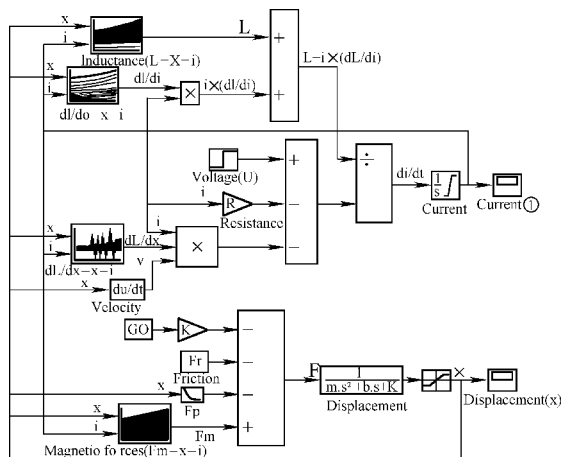 x
i
Inductance(L-X-i)
L
+
+
L-i×(dL/di)
x
i
dl/do x i
dl/di
×
i×(dl/di)
Voltage(U)
+
−
−
÷
di/dt
1/s
Current
Current①
i
R
Resistance
x
i
dL/dx-x-i
dL/dx
i
v
×
x
du/dt
Velocity
GO
K
−
−
−
+
Fr
Friction
x
Fp
x
i
Magnetio fo rces(Fm-x-i)
Fm
F
1
m.s²+b.s+K
Displacement
×
Displacement(x)